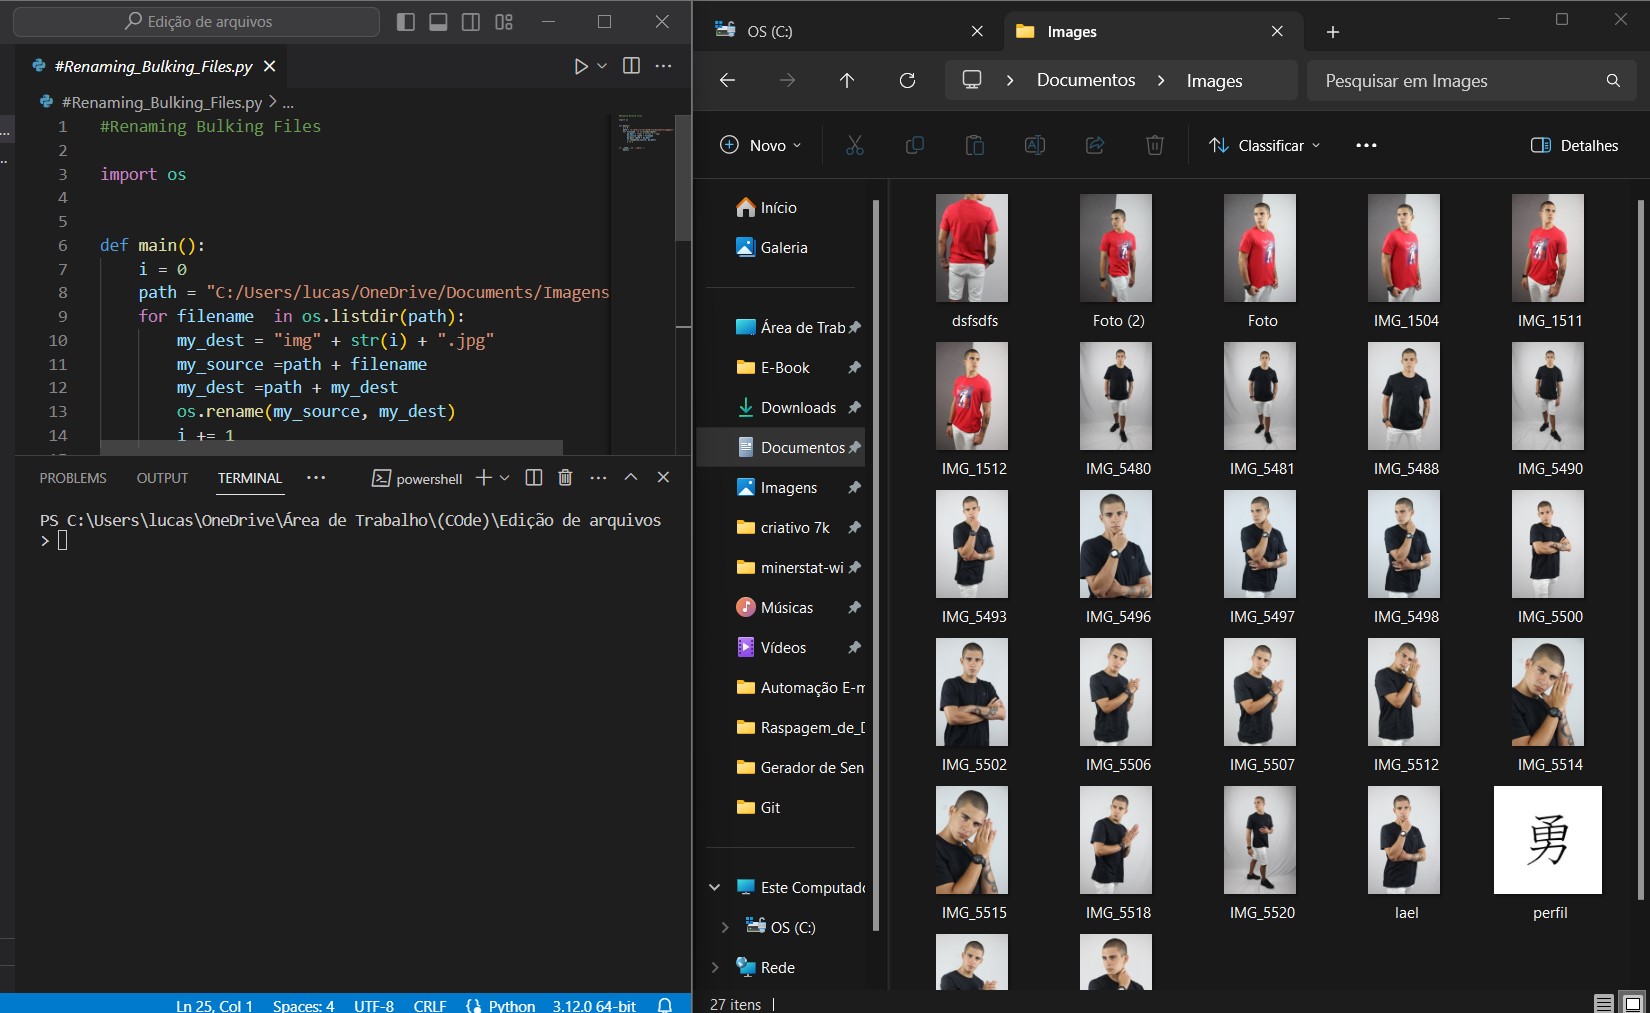 Edição de arquivos
#Renaming_Bulking_Files.py
#Renaming_Bulking_Files.py > ...
1 #Renaming Bulking Files
2
3 import os
4
5
6 def main():
7 i = 0
8 path = "C:/Users/lucas/OneDrive/Documents/Imagens
9 for filename  in os.listdir(path):
10 my_dest = "img" + str(i) + ".jpg"
11 my_source =path + filename
12 my_dest =path + my_dest
13 os.rename(my_source, my_dest)
14 i += 1
PROBLEMS OUTPUT TERMINAL ... powershell
PS C:\Users\lucas\OneDrive\Área de Trabalho\(COde)\Edição de arquivos
>
Ln 25, Col 1 Spaces: 4 UTF-8 CRLF Python 3.12.0 64-bit
OS (C:) Images
Documentos > Images Pesquisar em Images
Novo Classificar ... Detalhes
Início
Galeria
Área de Trab
E-Book
Downloads
Documentos
Imagens
criativo 7k
minerstat-wi
Músicas
Vídeos
Automação E-m
Raspagem_de_D
Gerador de Sen
Git
Este Computado
OS (C:)
Rede
dsfsdfs Foto (2) Foto IMG_1504 IMG_1511
IMG_1512 IMG_5480 IMG_5481 IMG_5488 IMG_5490
IMG_5493 IMG_5496 IMG_5497 IMG_5498 IMG_5500
IMG_5502 IMG_5506 IMG_5507 IMG_5512 IMG_5514
勇
IMG_5515 IMG_5518 IMG_5520 lael perfil
27 itens